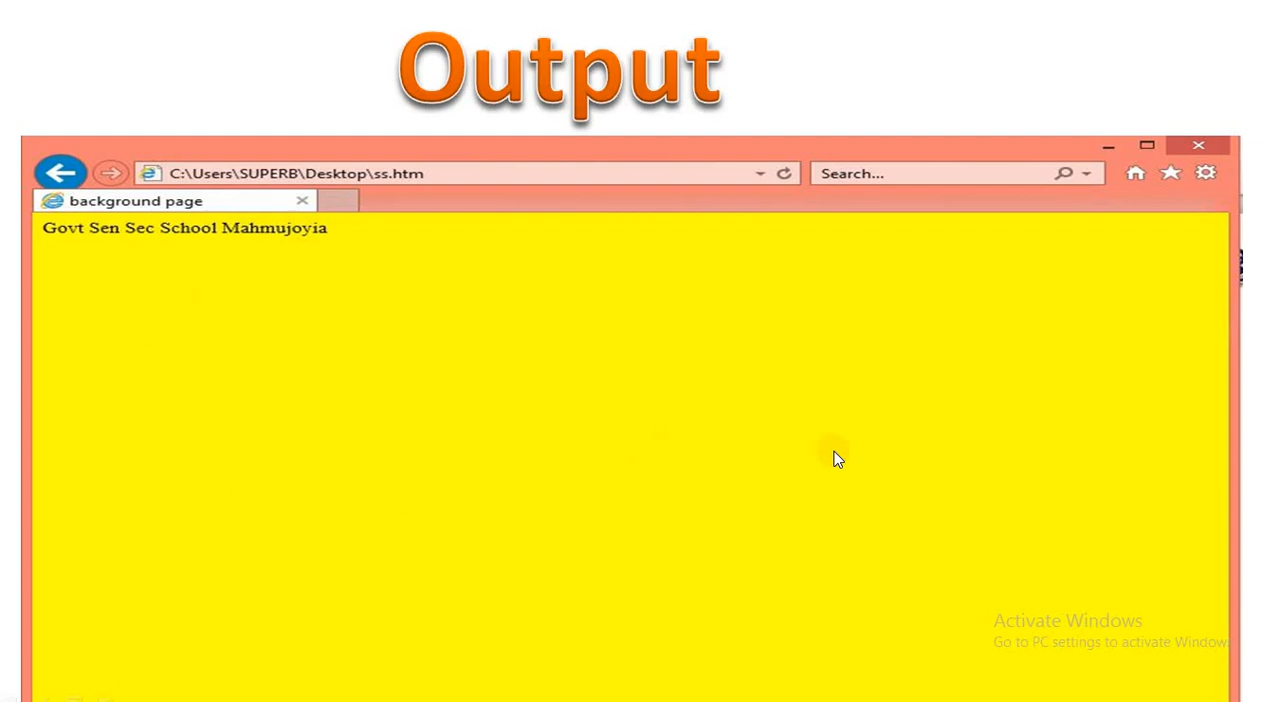 Output
C:\Users\SUPERB\Desktop\ss.htm
Search...
background page
Govt Sen Sec School Mahmujoyia
Activate Windows
Go to PC settings to activate Window